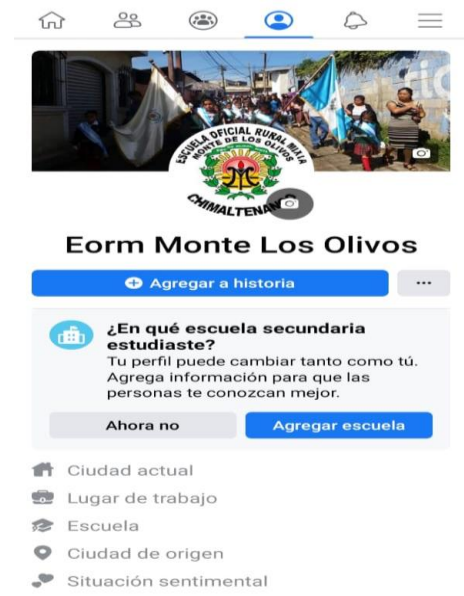 ESCUELA OFICIAL RURAL MIXTA
MONTE DE LOS OLIVOS
CHIMALTENANGO
Eorm Monte Los Olivos
Agregar a historia
¿En qué escuela secundaria
estudiaste?
Tu perfil puede cambiar tanto como tú.
Agrega información para que las
personas te conozcan mejor.
Ahora no
Agregar escuela
Ciudad actual
Lugar de trabajo
Escuela
Ciudad de origen
Situación sentimental